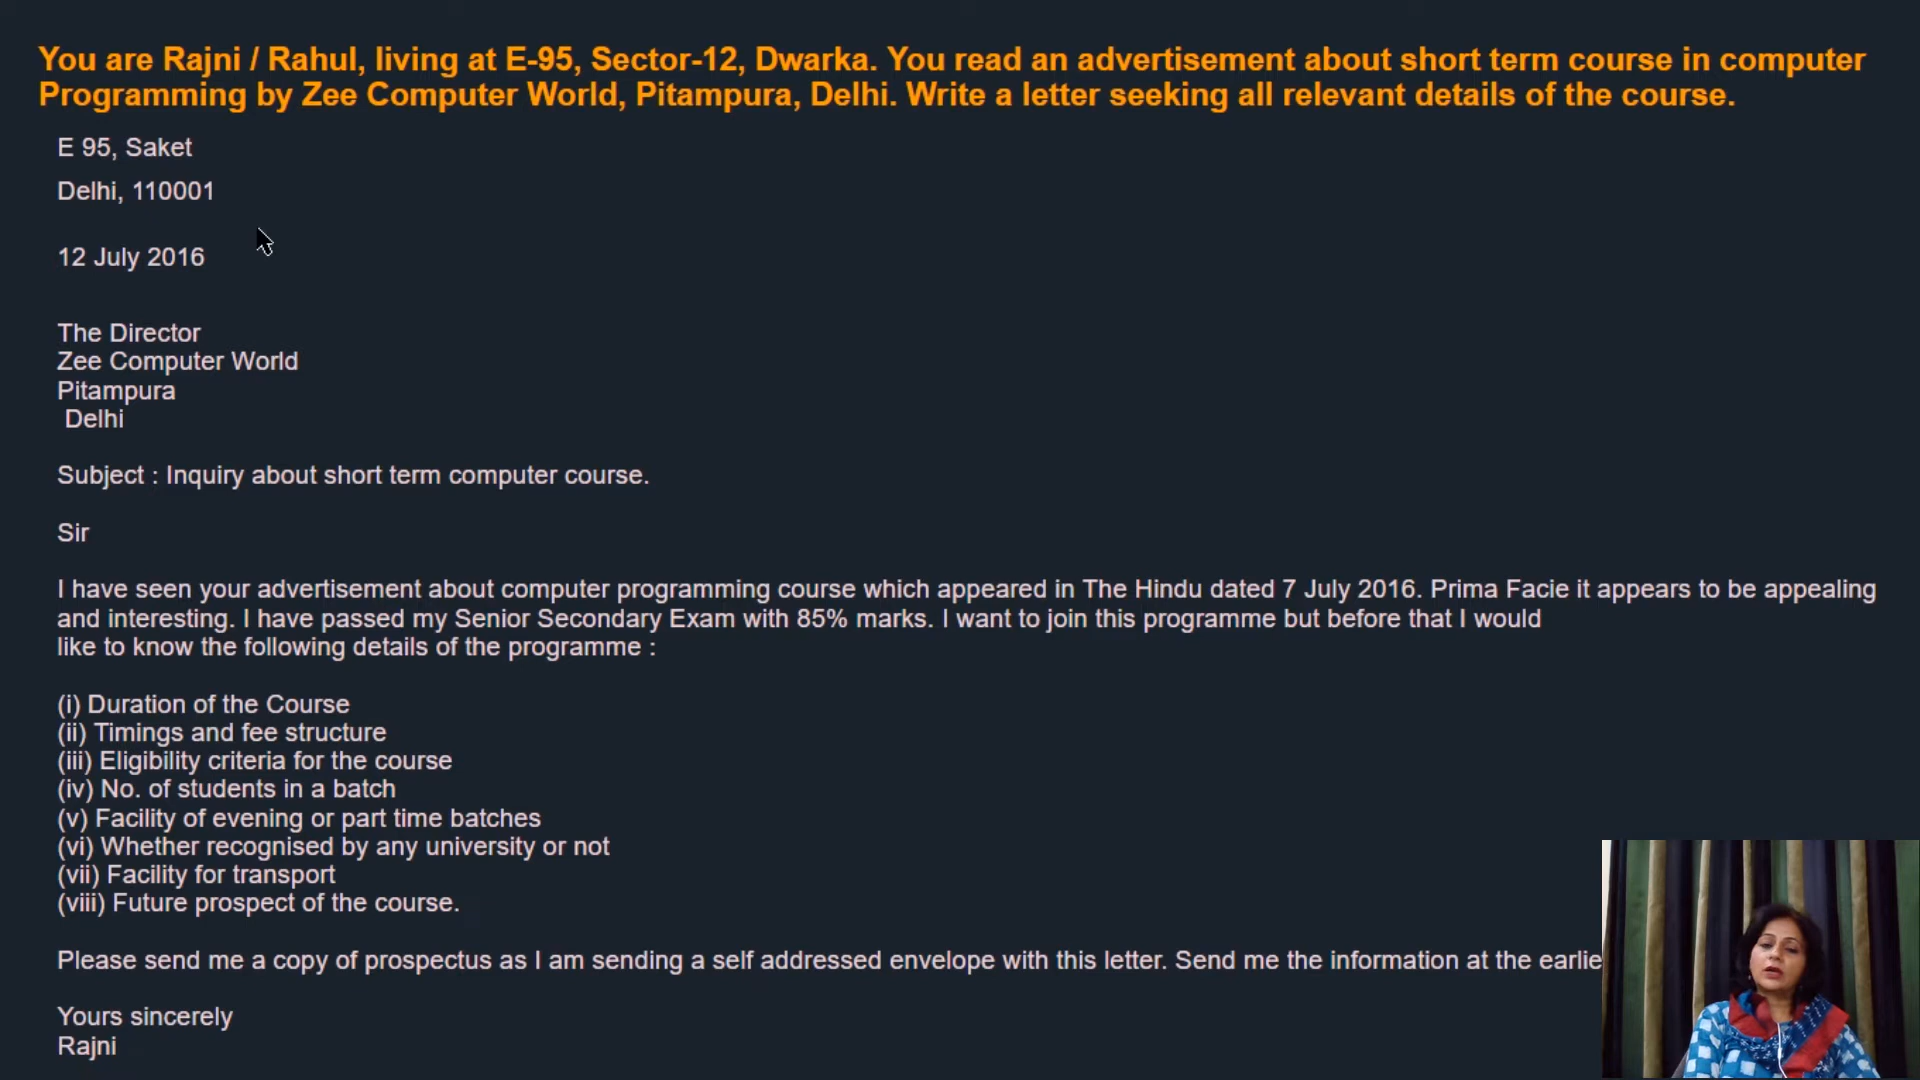 You are Rajni / Rahul, living at E-95, Sector-12, Dwarka. You read an advertisement about short term course in computer
Programming by Zee Computer World, Pitampura, Delhi. Write a letter seeking all relevant details of the course.
E 95, Saket
Delhi, 110001
12 July 2016
The Director
Zee Computer World
Pitampura
Delhi
Subject : Inquiry about short term computer course.
Sir
I have seen your advertisement about computer programming course which appeared in The Hindu dated 7 July 2016. Prima Facie it appears to be appealing
and interesting. I have passed my Senior Secondary Exam with 85% marks. I want to join this programme but before that I would
like to know the following details of the programme :
(i) Duration of the Course
(ii) Timings and fee structure
(iii) Eligibility criteria for the course
(iv) No. of students in a batch
(v) Facility of evening or part time batches
(vi) Whether recognised by any university or not
(vii) Facility for transport
(viii) Future prospect of the course.
Please send me a copy of prospectus as I am sending a self addressed envelope with this letter. Send me the information at the
Yours sincerely
Rajni